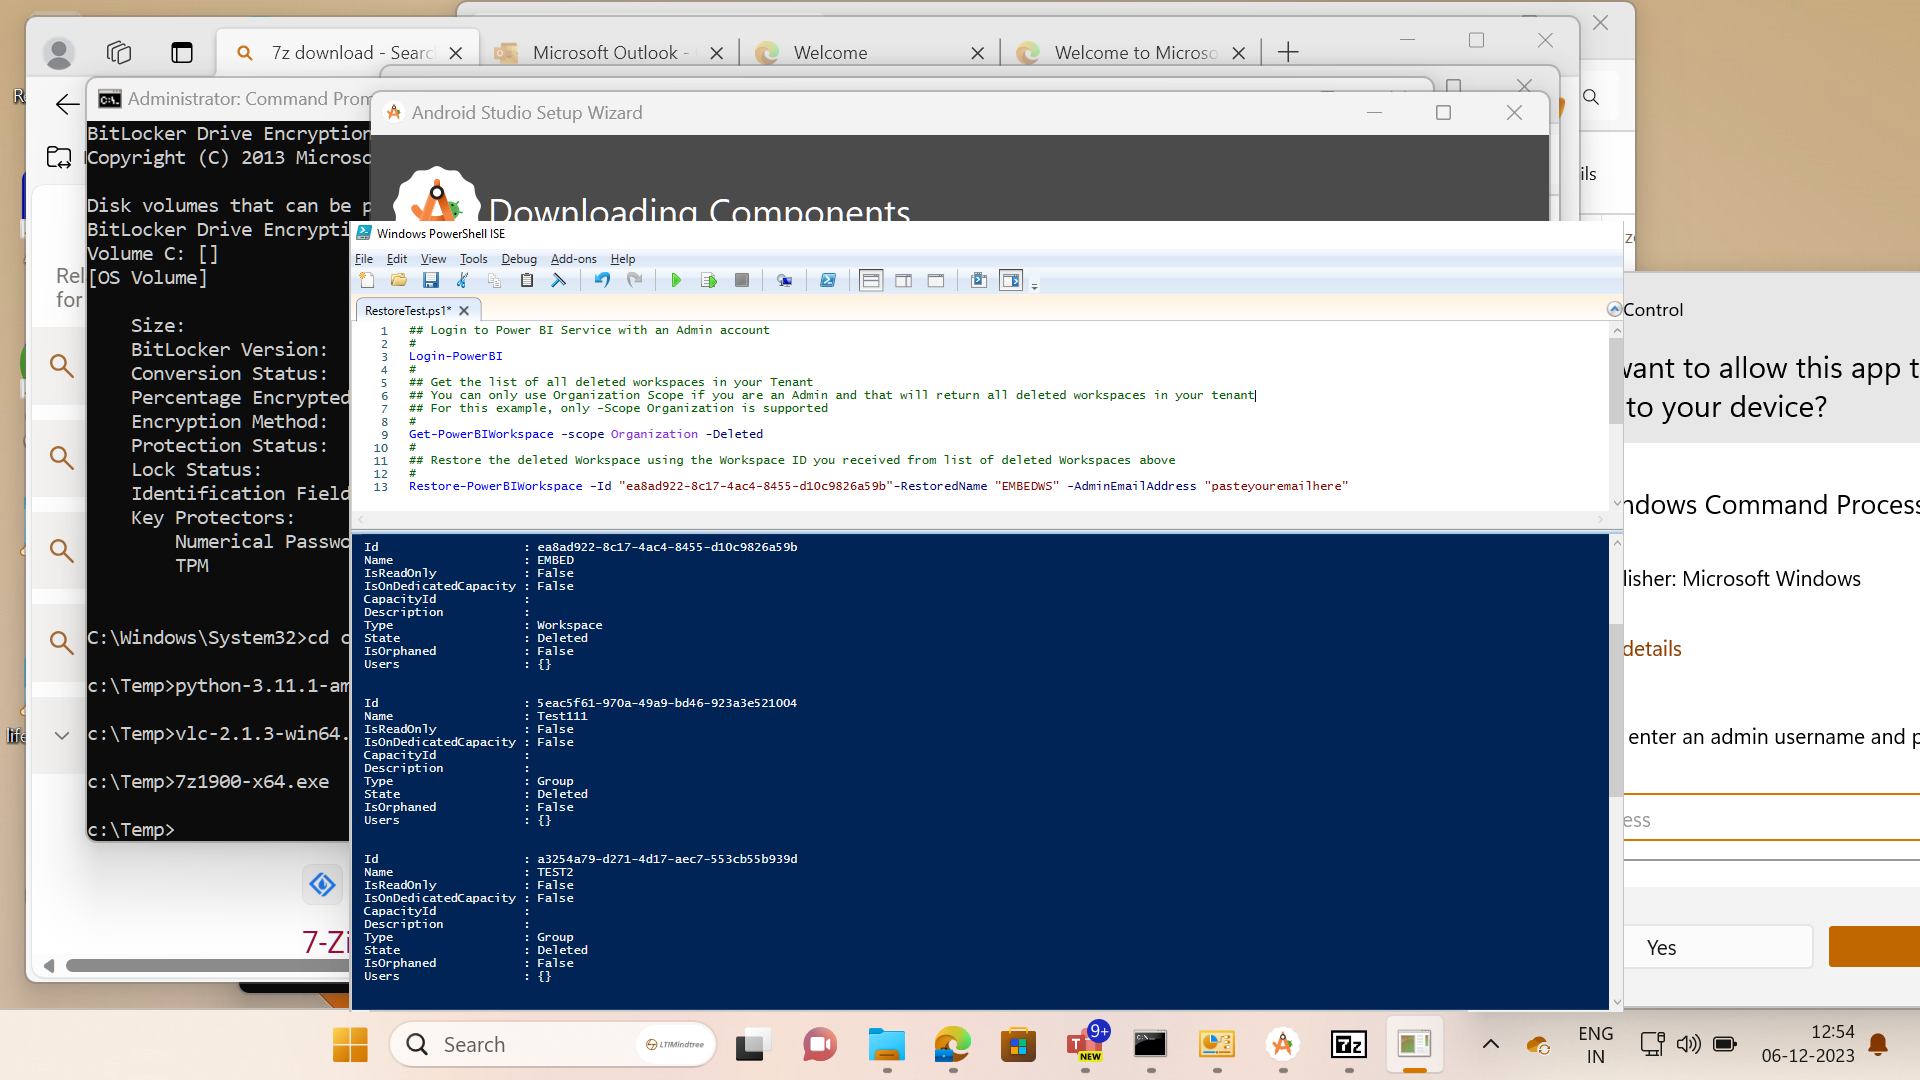 7z download - Searc
Microsoft Outlook -
Welcome
Welcome to Microso
Administrator: Command Prom
BitLocker Drive Encryption
Copyright (C) 2013 Microso
Disk volumes that can be p
BitLocker Drive Encrypti
Volume C: []
[OS Volume]
Size:
BitLocker Version:
Conversion Status:
Percentage Encrypted
Encryption Method:
Protection Status:
Lock Status:
Identification Field
Key Protectors:
Numerical Passwo
TPM
C:\Windows\System32>cd c
c:\Temp>python-3.11.1-am
c:\Temp>vlc-2.1.3-win64.
c:\Temp>7z1900-x64.exe
c:\Temp>
Rel
for
7-Zi
Android Studio Setup Wizard
Downloading Components
Windows PowerShell ISE
File Edit View Tools Debug Add-ons Help
RestoreTest.ps1*
1 ## Login to Power BI Service with an Admin account
2 #
3 Login-PowerBI
4 #
5 ## Get the list of all deleted workspaces in your Tenant
6 ## You can only use Organization Scope if you are an Admin and that will return all deleted workspaces in your tenant
7 ## For this example, only -Scope Organization is supported
8 #
9 Get-PowerBIWorkspace -scope Organization -Deleted
10 #
11 ## Restore the deleted Workspace using the Workspace ID you received from list of deleted Workspaces above
12 #
13 Restore-PowerBIWorkspace -Id "ea8ad922-8c17-4ac4-8455-d10c9826a59b"-RestoredName "EMBEDWS" -AdminEmailAddress "pasteyouremailhere"
Id : ea8ad922-8c17-4ac4-8455-d10c9826a59b
Name : EMBED
IsReadOnly : False
IsOnDedicatedCapacity : False
CapacityId :
Description :
Type : Workspace
State : Deleted
IsOrphaned : False
Users : {}
Id : 5eac5f61-970a-49a9-bd46-923a3e521004
Name : Test111
IsReadOnly : False
IsOnDedicatedCapacity : False
CapacityId :
Description :
Type : Group
State : Deleted
IsOrphaned : False
Users : {}
Id : a3254a79-d271-4d17-aec7-553cb55b939d
Name : TEST2
IsReadOnly : False
IsOnDedicatedCapacity : False
CapacityId :
Description :
Type : Group
State : Deleted
IsOrphaned : False
Users : {}
ils
Control
want to allow this app t
to your device?
ndows Command Process
lisher: Microsoft Windows
details
enter an admin username and p
ess
Yes
Search
LTIMindtree
9+
NEW
7z
ENG
IN
12:54
06-12-2023